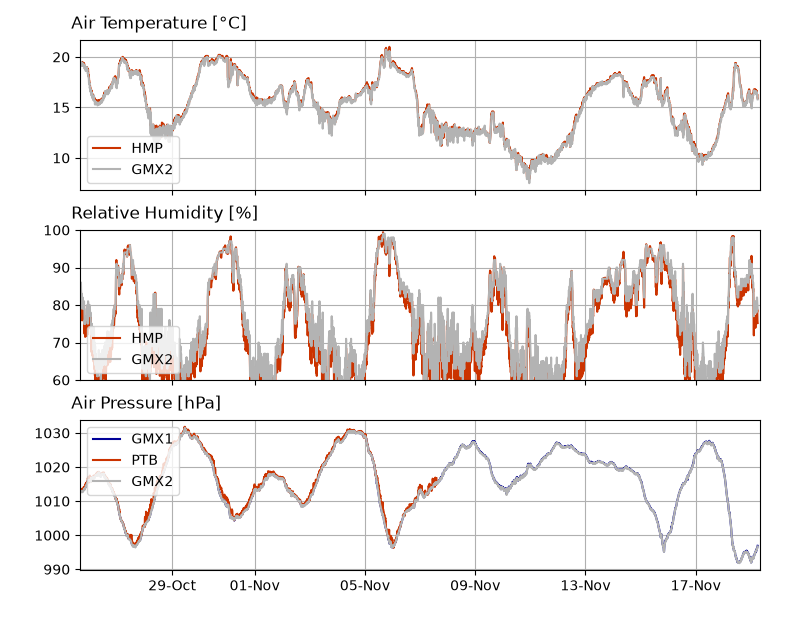 Air Temperature [°C]
20
15
10
HMP
GMX2
Relative Humidity [%]
100
90
80
70
60
HMP
GMX2
Air Pressure [hPa]
1030
1020
1010
1000
990
GMX1
PTB
GMX2
29-Oct 01-Nov 05-Nov 09-Nov 13-Nov 17-Nov